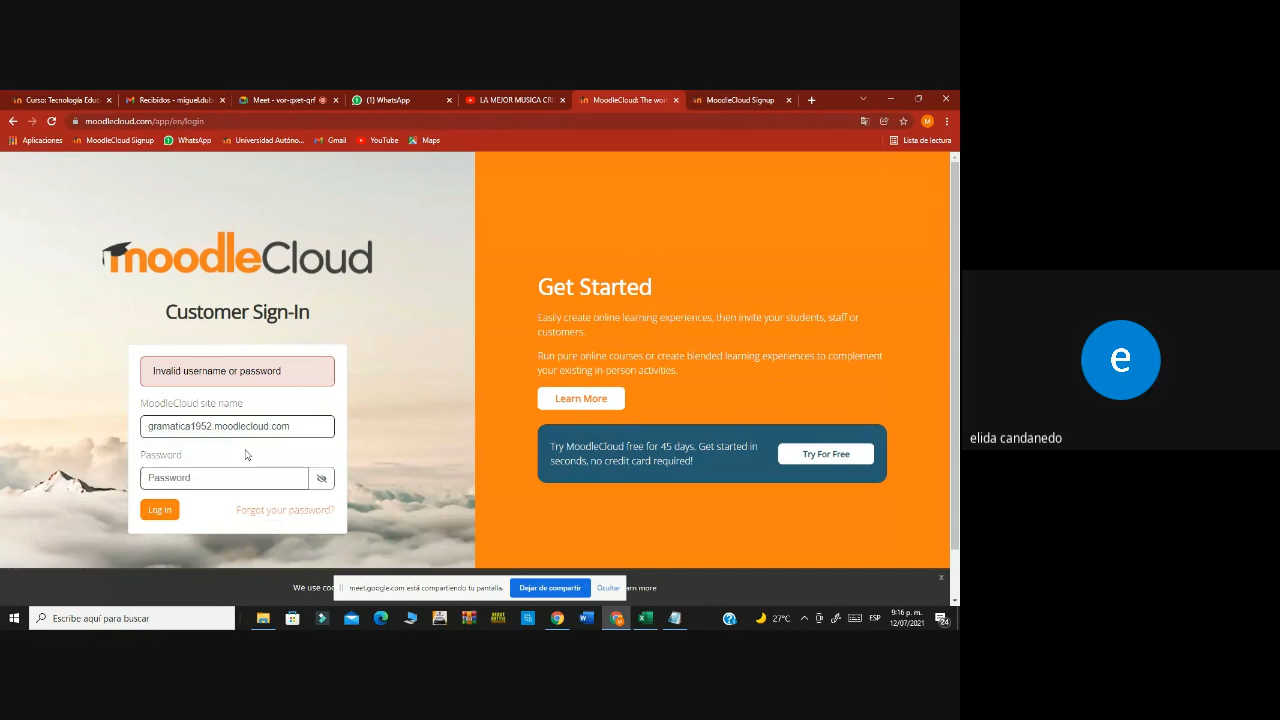 Curso: Tecnología Educ
Recibidos - miguel.dub
Meet - vor-qxet-qrf
(1) WhatsApp
LA MEJOR MUSICA CRI
MoodleCloud: The wor
MoodleCloud Signup
moodlecloud.com/app/en/login
M
Aplicaciones
MoodleCloud Signup
WhatsApp
Universidad Autóno...
Gmail
YouTube
Maps
Lista de lectura
moodleCloud
Customer Sign-In
Invalid username or password
MoodleCloud site name
gramatica1952.moodlecloud.com
Password
Password
Log in
Forgot your password?
Get Started
Easily create online learning experiences, then invite your students, staff or
customers.
Run pure online courses or create blended learning experiences to complement
your existing in-person activities.
Learn More
Try MoodleCloud free for 45 days. Get started in
seconds, no credit card required!
Try For Free
e
elida candanedo
We use coo
meet.google.com está compartiendo tu pantalla.
Dejar de compartir
Ocultar
arn more
x
Escribe aquí para buscar
27°C
ESP
9:16 p. m.
12/07/2021
24